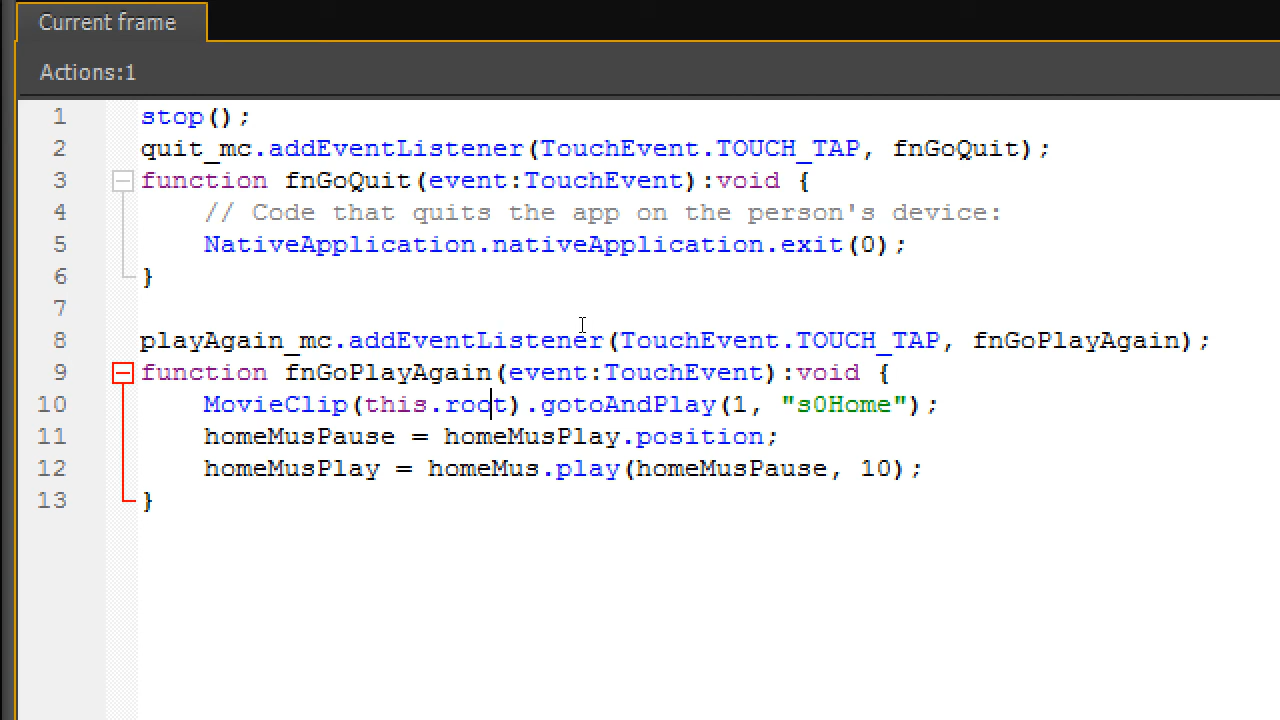 Current frame
Actions:1
1 stop();
2 quit_mc.addEventListener(TouchEvent.TOUCH_TAP, fnGoQuit);
3 function fnGoQuit(event:TouchEvent):void {
4 // Code that quits the app on the person's device:
5 NativeApplication.nativeApplication.exit(0);
6 }
7
8 playAgain_mc.addEventListener(TouchEvent.TOUCH_TAP, fnGoPlayAgain);
9 function fnGoPlayAgain(event:TouchEvent):void {
10 MovieClip(this.root).gotoAndPlay(1, "s0Home");
11 homeMusPause = homeMusPlay.position;
12 homeMusPlay = homeMus.play(homeMusPause, 10);
13 }